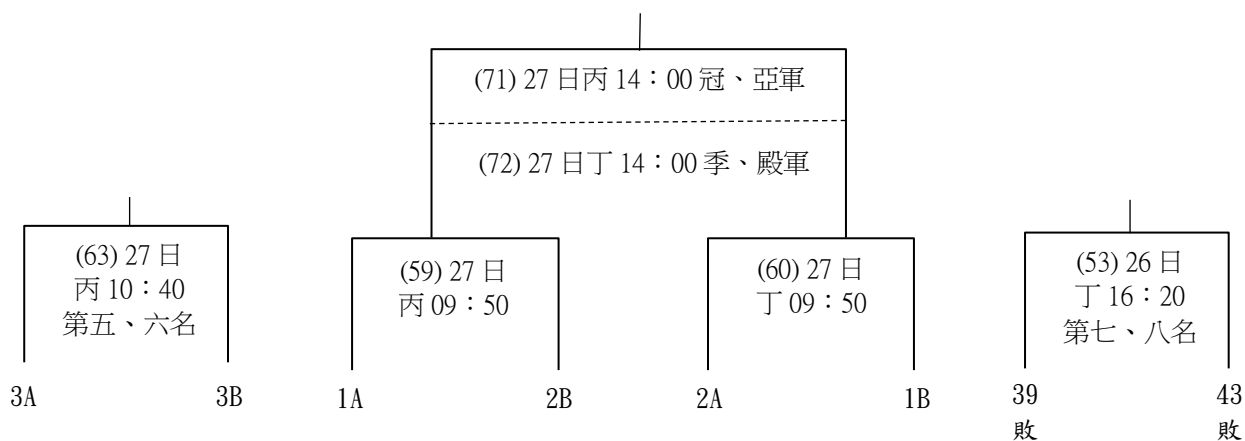 (71) 27 日丙 14：00 冠、亞軍
(72) 27 日丁 14：00 季、殿軍
(63) 27 日
丙 10：40
第五、六名
(59) 27 日
丙 09：50
(60) 27 日
丁 09：50
(53) 26 日
丁 16：20
第七、八名
3A
3B
1A
2B
2A
1B
39
敗
43
敗